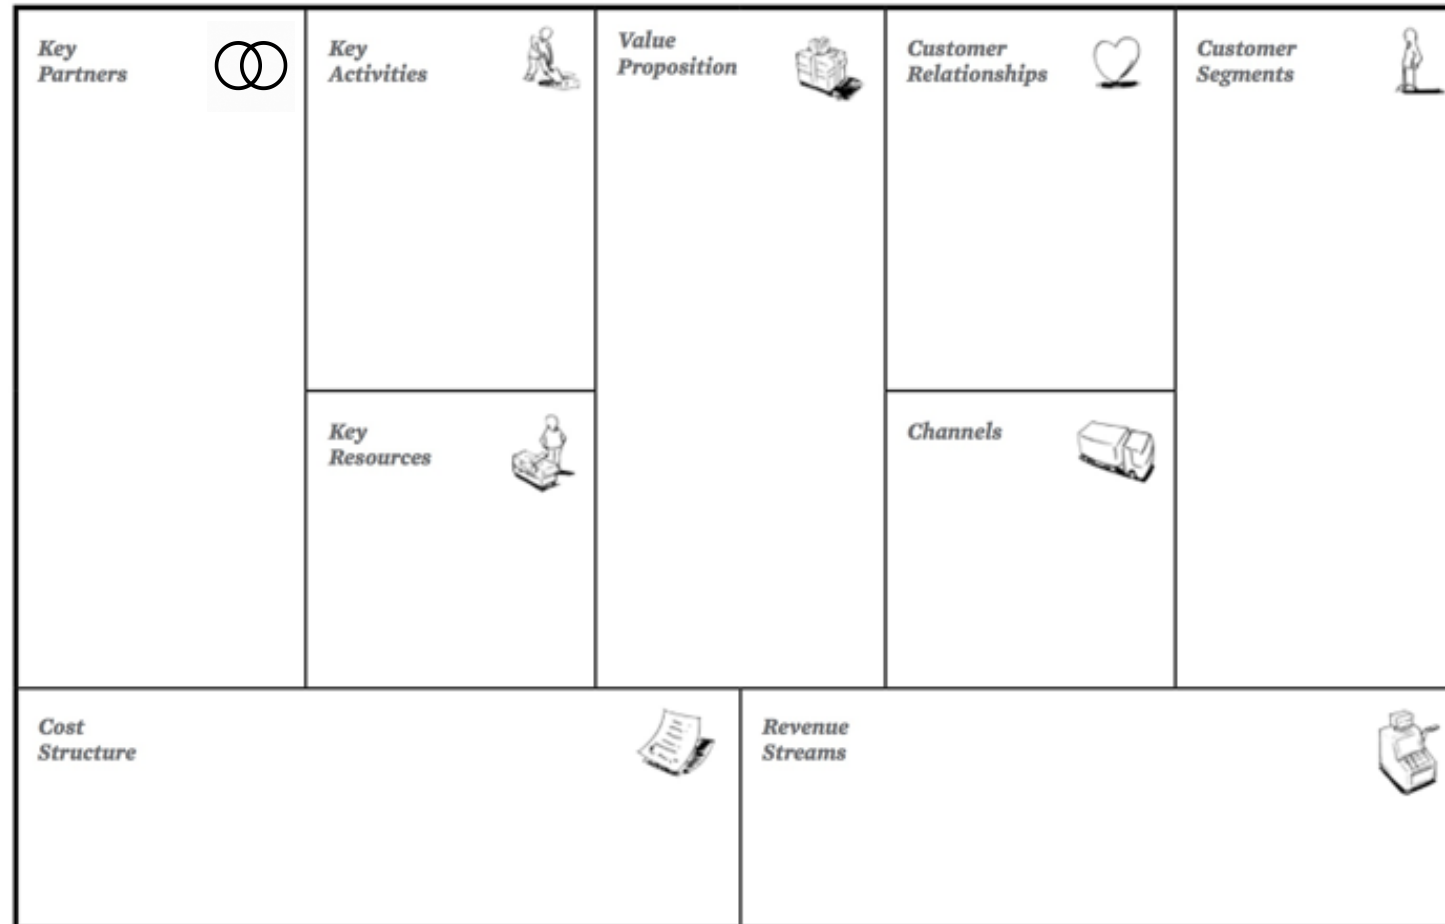 Key
Partners
Key
Activities
Value
Proposition
Customer
Relationships
Customer
Segments
Key
Resources
Channels
Cost
Structure
Revenue
Streams